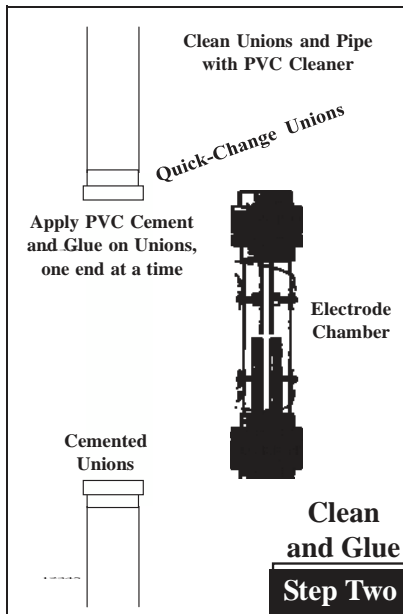 Clean Unions and Pipe
with PVC Cleaner
Quick-Change Unions
Apply PVC Cement
and Glue on Unions,
one end at a time
Electrode
Chamber
Cemented
Unions
Clean
and Glue
Step Two